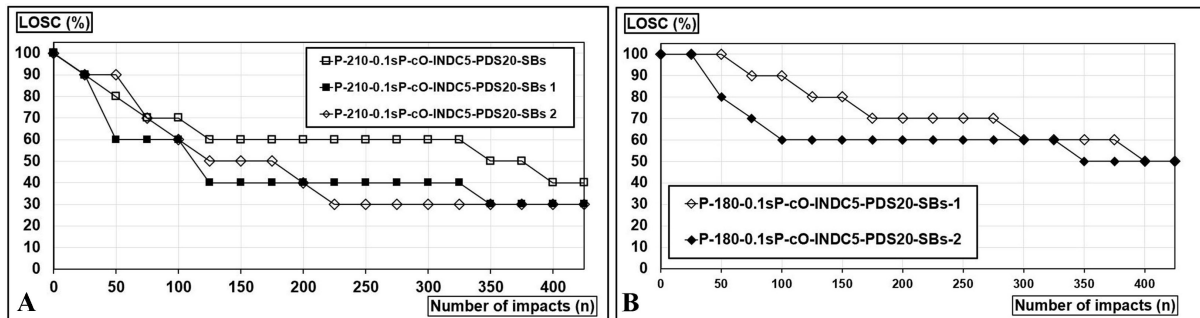 LOSC (%)
100
90
80
70
60
50
40
30
20
10
0
P-210-0.1sP-cO-INDC5-PDS20-SBs
P-210-0.1sP-cO-INDC5-PDS20-SBs 1
P-210-0.1sP-cO-INDC5-PDS20-SBs 2
0 50 100 150 200 250 300 350 400
A
Number of impacts (n)
LOSC (%)
100
90
80
70
60
50
40
30
20
10
0
P-180-0.1sP-cO-INDC5-PDS20-SBs-1
P-180-0.1sP-cO-INDC5-PDS20-SBs-2
0 50 100 150 200 250 300 350 400
B
Number of impacts (n)